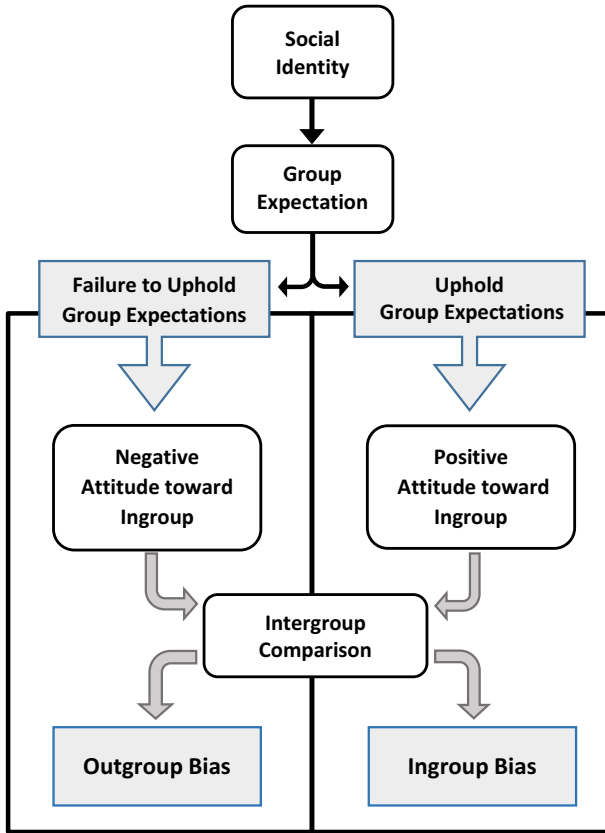 Social
Identity
Group
Expectation
Failure to Uphold
Group Expectations
Uphold
Group Expectations
Negative
Attitude toward
Ingroup
Positive
Attitude toward
Ingroup
Intergroup
Comparison
Outgroup Bias
Ingroup Bias